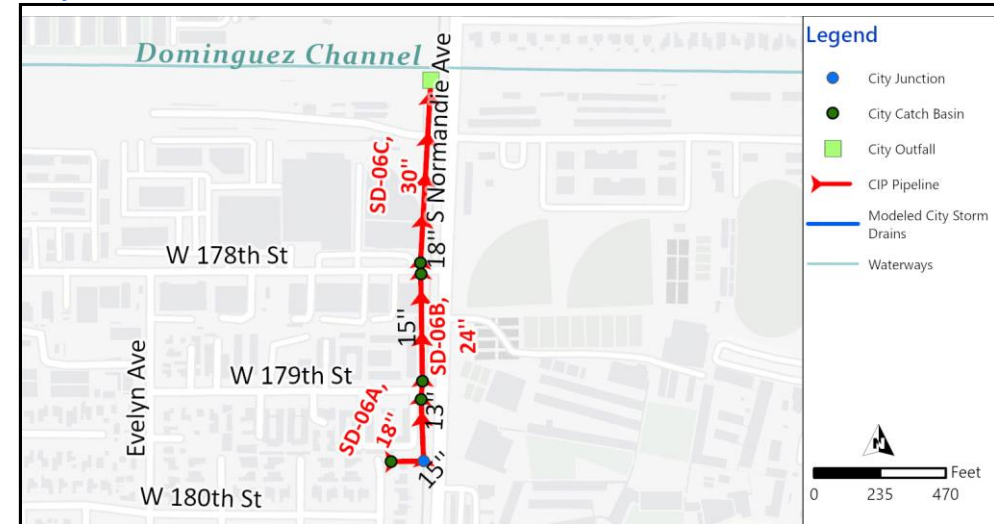 Dominguez Channel
S Normandie Ave
SD-06C,
30"
18"
W 178th St
15"
SD-06B,
24"
W 179th St
Evelyn Ave
13"
SD-06A,
18"
15"
W 180th St
Legend
City Junction
City Catch Basin
City Outfall
CIP Pipeline
Modeled City Storm
Drains
Waterways
N
Feet
0 235 470